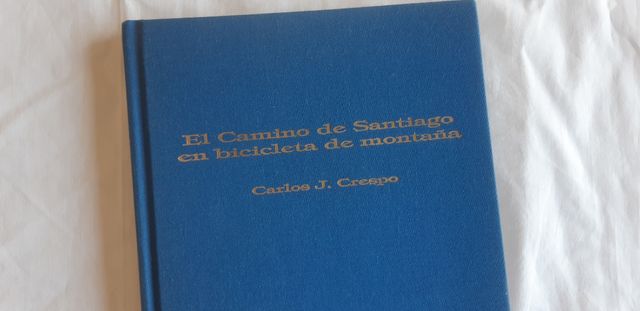 El Camino de Santiago
en bicicleta de montaña
Carlos J. Crespo